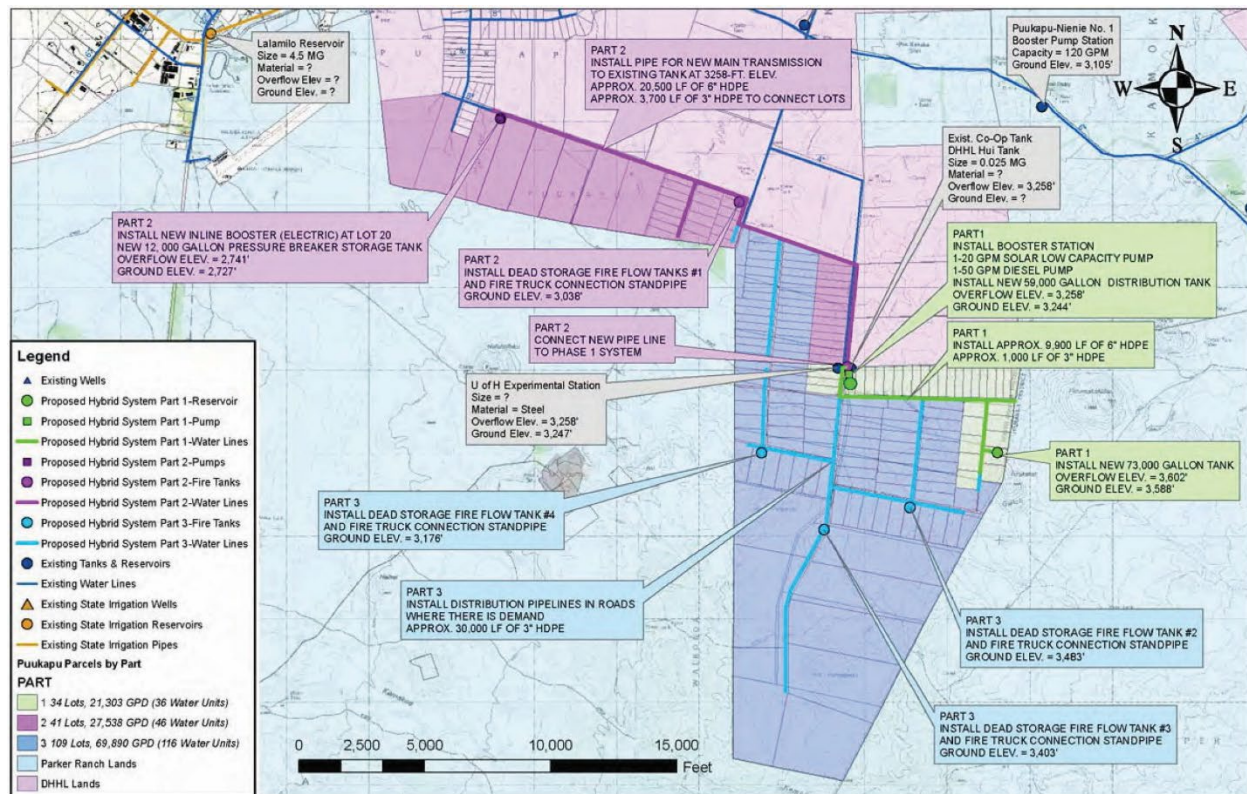 Lalamilo Reservoir
Size = 4.5 MG
Material = ?
Overflow Elev = ?
Ground Elev. = ?
PART 2
INSTALL PIPE FOR NEW MAIN TRANSMISSION
TO EXISTING TANK AT 3258-FT. ELEV.
APPROX. 20,500 LF OF 6" HDPE
APPROX. 3,700 LF OF 3" HDPE TO CONNECT LOTS
Puukapu-Nienie No. 1
Booster Pump Station
Capacity = 120 GPM
Ground Elev. = 3,105'
N
W
E
S
Exist. Co-Op Tank
DHHL Hui Tank
Size = 0.025 MG
Material = ?
Overflow Elev. = 3,258'
Ground Elev. = ?
PART 2
INSTALL NEW INLINE BOOSTER (ELECTRIC) AT LOT 20
NEW 12, 000 GALLON PRESSURE BREAKER STORAGE TANK
OVERFLOW ELEV. = 2,741'
GROUND ELEV. = 2,727'
PART 2
INSTALL DEAD STORAGE FIRE FLOW TANKS #1
AND FIRE TRUCK CONNECTION STANDPIPE
GROUND ELEV. = 3,038'
PART1
INSTALL BOOSTER STATION
1-20 GPM SOLAR LOW CAPACITY PUMP
1-50 GPM DIESEL PUMP
INSTALL NEW 59,000 GALLON DISTRIBUTION TANK
OVERFLOW ELEV. = 3,258'
GROUND ELEV. = 3,244'
PART 2
CONNECT NEW PIPE LINE
TO PHASE 1 SYSTEM
PART 1
INSTALL APPROX. 9,900 LF OF 6" HDPE
APPROX. 1,000 LF OF 3" HDPE
U of H Experimental Station
Size = ?
Material = Steel
Overflow Elev. = 3,258'
Ground Elev. = 3,247'
PART 1
INSTALL NEW 73,000 GALLON TANK
OVERFLOW ELEV. = 3,602'
GROUND ELEV. = 3,588'
PART 3
INSTALL DEAD STORAGE FIRE FLOW TANK #4
AND FIRE TRUCK CONNECTION STANDPIPE
GROUND ELEV. = 3,176'
PART 3
INSTALL DISTRIBUTION PIPELINES IN ROADS
WHERE THERE IS DEMAND
APPROX. 30,000 LF OF 3" HDPE
PART 3
INSTALL DEAD STORAGE FIRE FLOW TANK #2
AND FIRE TRUCK CONNECTION STANDPIPE
GROUND ELEV. = 3,483'
PART 3
INSTALL DEAD STORAGE FIRE FLOW TANK #3
AND FIRE TRUCK CONNECTION STANDPIPE
GROUND ELEV. = 3,403'
Legend
Existing Wells
Proposed Hybrid System Part 1-Reservoir
Proposed Hybrid System Part 1-Pump
Proposed Hybrid System Part 1-Water Lines
Proposed Hybrid System Part 2-Pumps
Proposed Hybrid System Part 2-Fire Tanks
Proposed Hybrid System Part 2-Water Lines
Proposed Hybrid System Part 3-Fire Tanks
Proposed Hybrid System Part 3-Water Lines
Existing Tanks & Reservoirs
Existing Water Lines
Existing State Irrigation Wells
Existing State Irrigation Reservoirs
Existing State Irrigation Pipes
Puukapu Parcels by Part
PART
1 34 Lots, 21,303 GPD (36 Water Units)
2 41 Lots, 27,538 GPD (46 Water Units)
3 109 Lots, 69,890 GPD (116 Water Units)
Parker Ranch Lands
DHHL Lands
0 2,500 5,000 10,000 15,000
Feet